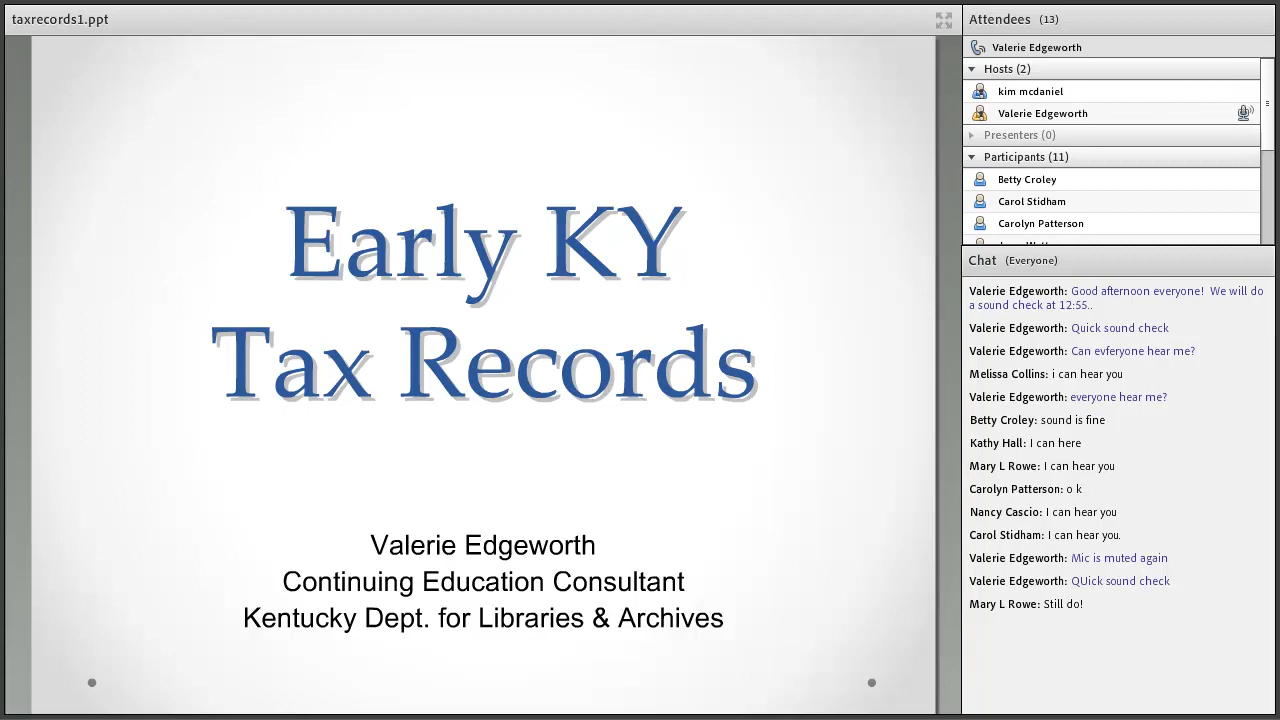 taxrecords1.ppt
Early KY
Tax Records
Valerie Edgeworth
Continuing Education Consultant
Kentucky Dept. for Libraries & Archives
Attendees (13)
Valerie Edgeworth
Hosts (2)
kim mcdaniel
Valerie Edgeworth
Presenters (0)
Participants (11)
Betty Croley
Carol Stidham
Carolyn Patterson
Chat (Everyone)
Valerie Edgeworth: Good afternoon everyone! We will do
a sound check at 12:55..
Valerie Edgeworth: Quick sound check
Valerie Edgeworth: Can evferyone hear me?
Melissa Collins: i can hear you
Valerie Edgeworth: everyone hear me?
Betty Croley: sound is fine
Kathy Hall: I can here
Mary L Rowe: I can hear you
Carolyn Patterson: o k
Nancy Cascio: I can hear you
Carol Stidham: I can hear you.
Valerie Edgeworth: Mic is muted again
Valerie Edgeworth: QUick sound check
Mary L Rowe: Still do!